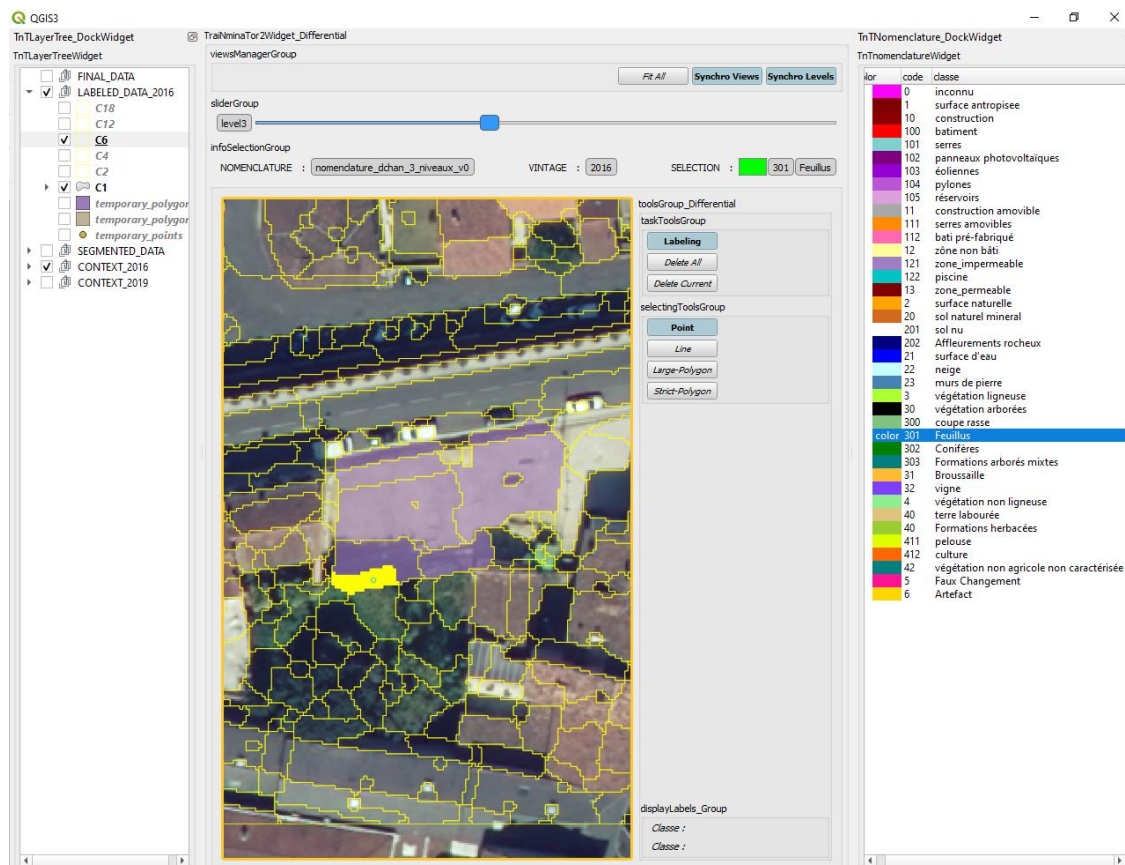 QGIS3
TnTLayerTree_DockWidget
TnTLayerTreeWidget
FINAL_DATA
LABELED_DATA_2016
C18
C12
C6
C4
C2
C1
temporary_polygor
temporary_polygor
temporary_points
SEGMENTED_DATA
CONTEXT_2016
CONTEXT_2019
TraiNminaTor2Widget_Differential
viewsManagerGroup
Fit All Synchro Views Synchro Levels
sliderGroup
level3
infoSelectionGroup
NOMENCLATURE : nomenclature_dchan_3_niveaux_v0 VINTAGE : 2016 SELECTION : 301 Feuillus
toolsGroup_Differential
taskToolsGroup
Labeling
Delete All
Delete Current
selectingToolsGroup
Point
Line
Large-Polygon
Strict-Polygon
displayLabels_Group
Classe :
Classe :
TnTNomenclature_DockWidget
TnTnomenclatureWidget
olor code classe
0 inconnu
1 surface antropisee
10 construction
100 batiment
101 serres
102 panneaux photovoltaïques
103 éoliennes
104 pylones
105 réservoirs
11 construction amovible
111 serres amovibles
112 bati pré-fabriqué
12 zône non bâti
121 zone_impermeable
122 piscine
13 zone_permeable
2 surface naturelle
20 sol naturel mineral
201 sol nu
202 Affleurements rocheux
21 surface d'eau
22 neige
23 murs de pierre
3 végétation ligneuse
30 végétation arborées
300 coupe rasse
color 301 Feuillus
302 Conifères
303 Formations arborés mixtes
31 Broussaille
32 vigne
4 végétation non ligneuse
40 terre labourée
40 Formations herbacées
411 pelouse
412 culture
42 végétation non agricole non caractérisée
5 Faux Changement
6 Artefact